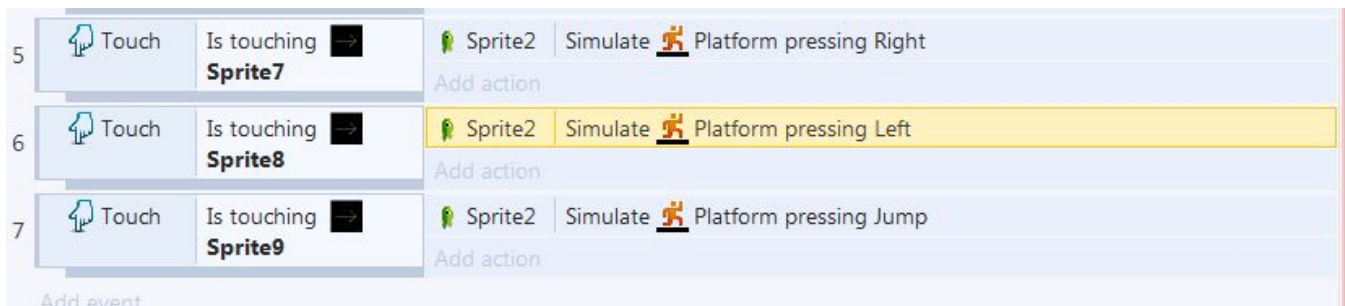 5 Touch Is touching Sprite2 Simulate Platform pressing Right
Sprite7
Add action
6 Touch Is touching Sprite2 Simulate Platform pressing Left
Sprite8
Add action
7 Touch Is touching Sprite2 Simulate Platform pressing Jump
Sprite9
Add action
Add event